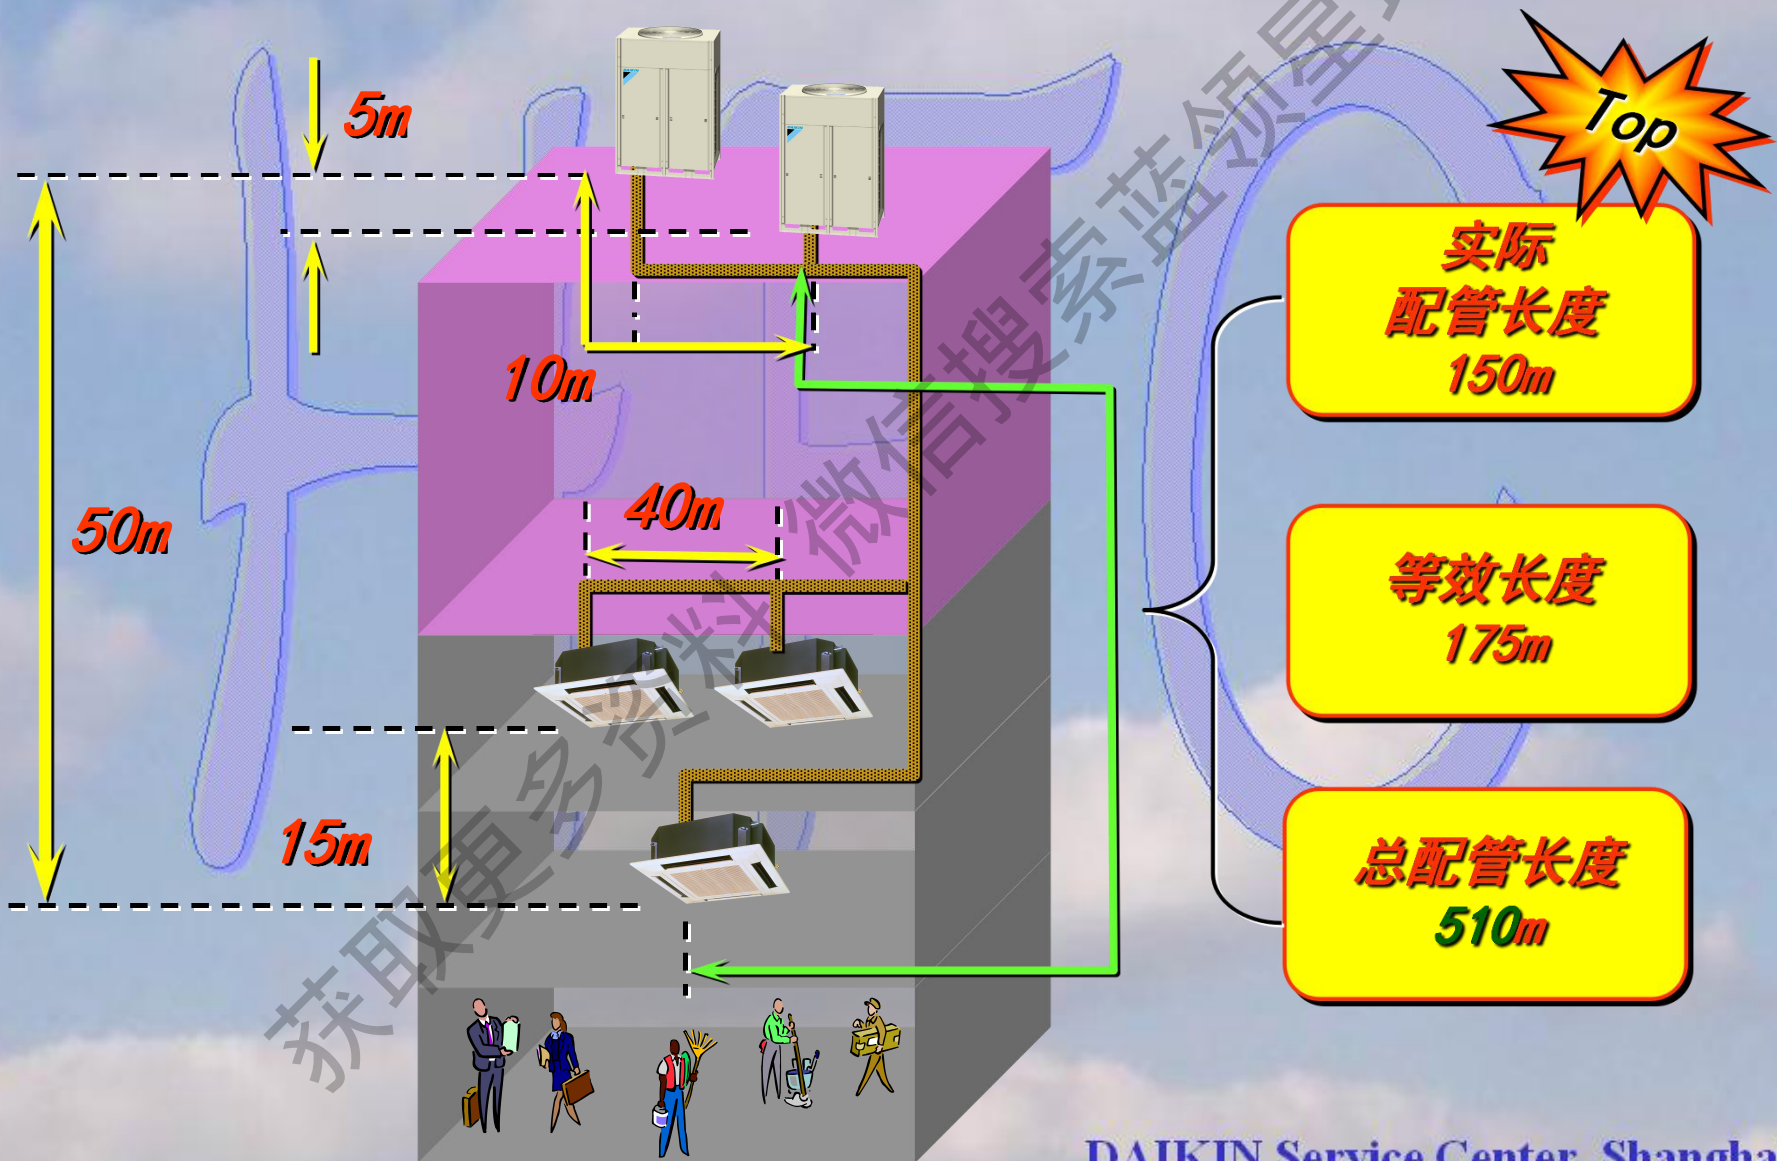 5m
Top
实际
配管长度
150m
10m
40m
50m
等效长度
175m
15m
总配管长度
510m
获取更多资料 微信搜索蓝领星
DAIKIN Service Center, Shangha